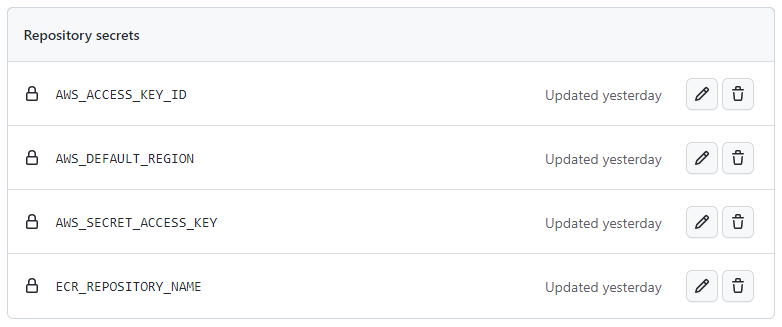 Repository secrets
AWS_ACCESS_KEY_ID Updated yesterday
AWS_DEFAULT_REGION Updated yesterday
AWS_SECRET_ACCESS_KEY Updated yesterday
ECR_REPOSITORY_NAME Updated yesterday